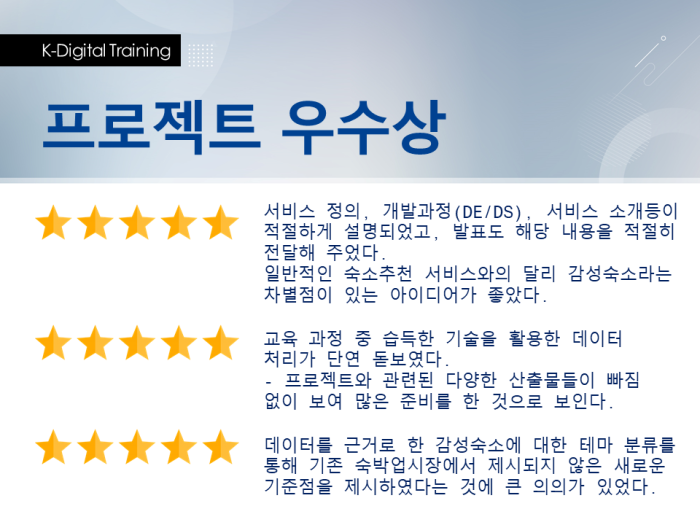 K-Digital Training
프로젝트 우수상
서비스 정의, 개발과정(DE/DS), 서비스 소개등이
적절하게 설명되었고, 발표도 해당 내용을 적절히
전달해 주었다.
일반적인 숙소추천 서비스와의 달리 감성숙소라는
차별점이 있는 아이디어가 좋았다.
교육 과정 중 습득한 기술을 활용한 데이터
처리가 단연 돋보였다.
- 프로젝트와 관련된 다양한 산출물들이 빠짐
없이 보여 많은 준비를 한 것으로 보인다.
데이터를 근거로 한 감성숙소에 대한 테마 분류를
통해 기존 숙박업시장에서 제시되지 않은 새로운
기준점을 제시하였다는 것에 큰 의의가 있었다.